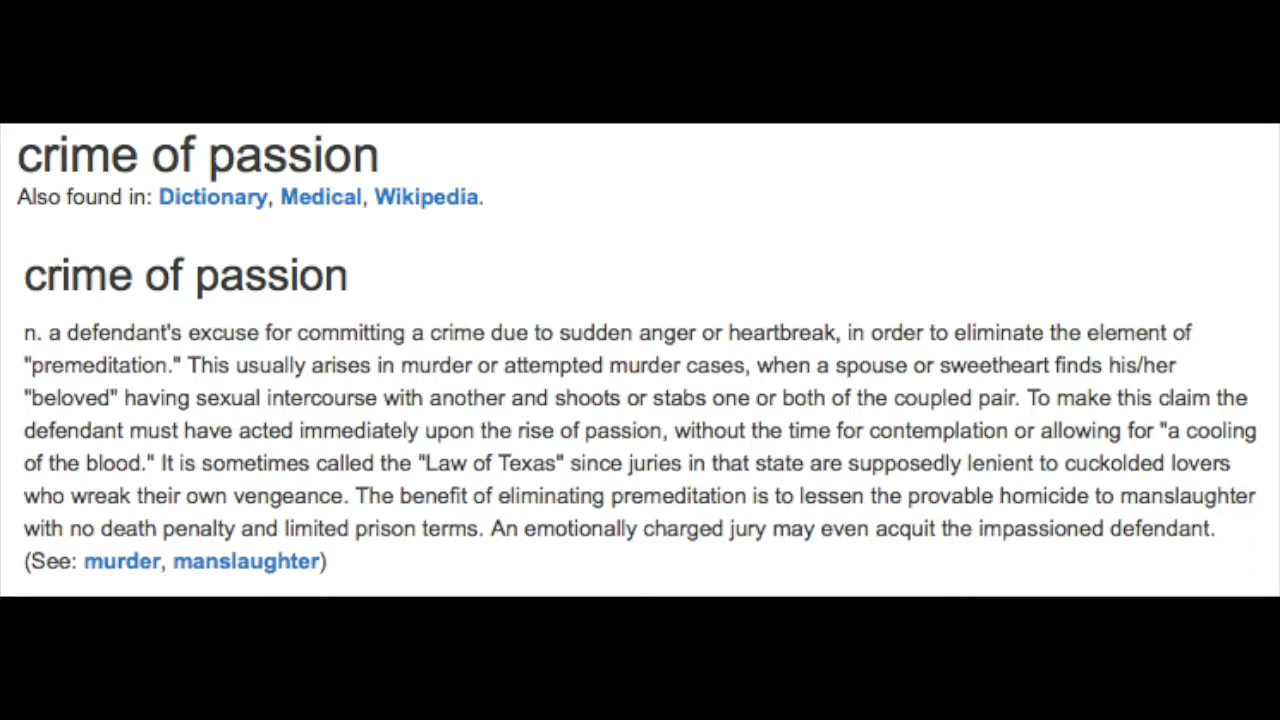 crime of passion
Also found in: Dictionary, Medical, Wikipedia.
crime of passion
n. a defendant's excuse for committing a crime due to sudden anger or heartbreak, in order to eliminate the element of
"premeditation." This usually arises in murder or attempted murder cases, when a spouse or sweetheart finds his/her
"beloved" having sexual intercourse with another and shoots or stabs one or both of the coupled pair. To make this claim the
defendant must have acted immediately upon the rise of passion, without the time for contemplation or allowing for "a cooling
of the blood." It is sometimes called the "Law of Texas" since juries in that state are supposedly lenient to cuckolded lovers
who wreak their own vengeance. The benefit of eliminating premeditation is to lessen the provable homicide to manslaughter
with no death penalty and limited prison terms. An emotionally charged jury may even acquit the impassioned defendant.
(See: murder, manslaughter)